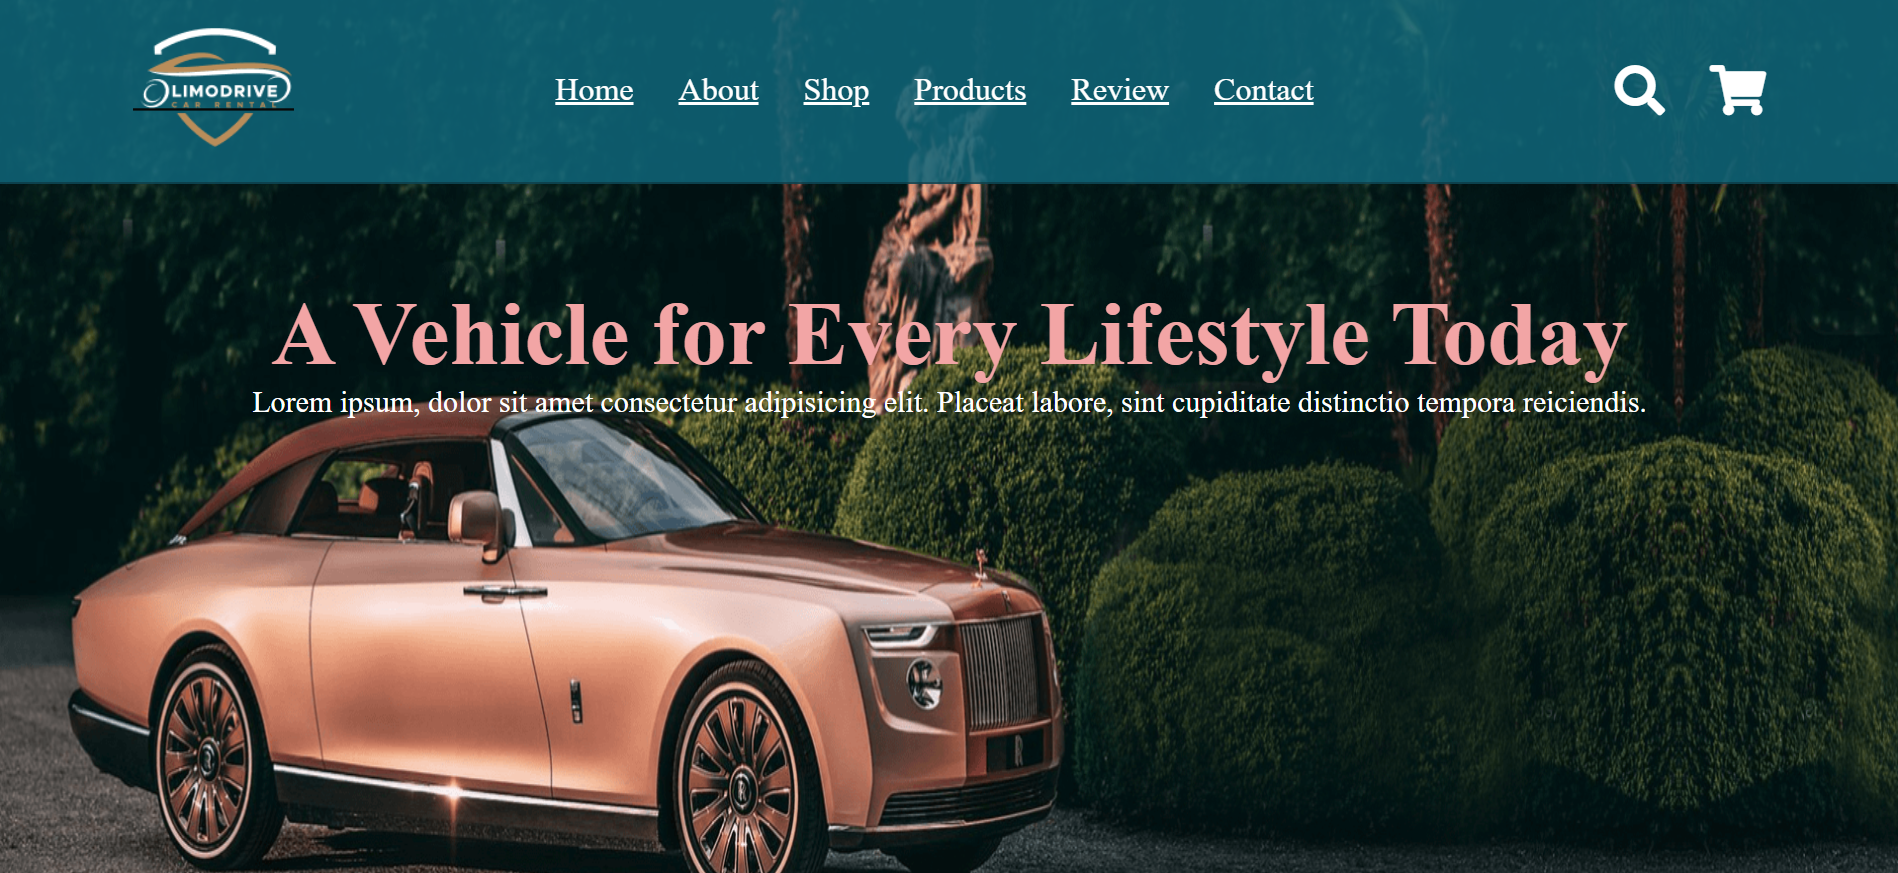 LIMODRIVE
CAR RENTAL
Home About Shop Products Review Contact
A Vehicle for Every Lifestyle Today
Lorem ipsum, dolor sit amet consectetur adipisicing elit. Placeat labore, sint cupiditate distinctio tempora reiciendis.